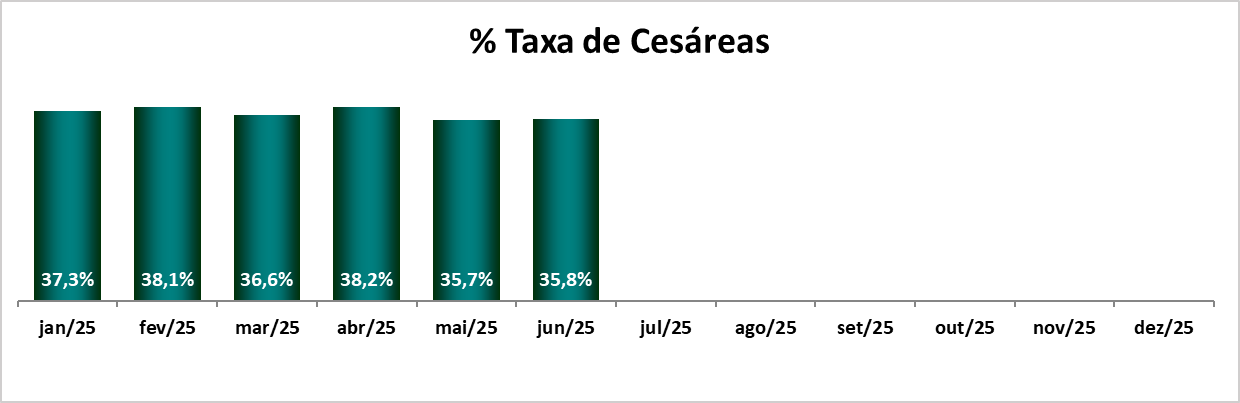 % Taxa de Cesáreas
37,3% 38,1% 36,6% 38,2% 35,7% 35,8%
jan/25 fev/25 mar/25 abr/25 mai/25 jun/25 jul/25 ago/25 set/25 out/25 nov/25 dez/25